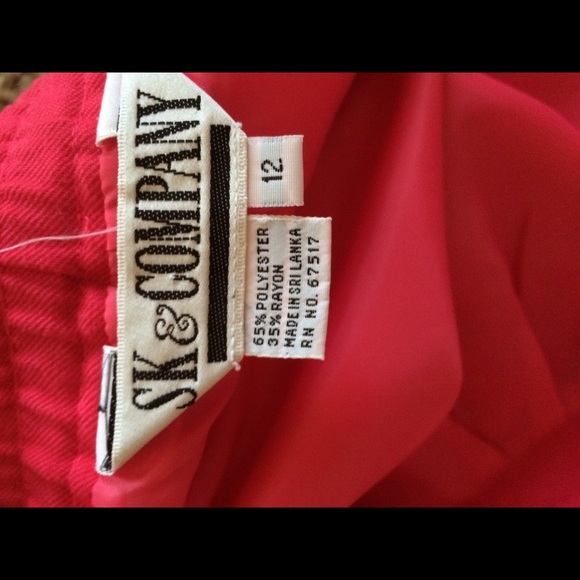 SK & COMPANY
12
65% POLYESTER
35% RAYON
MADE IN SRI LANKA
RN NO. 67517